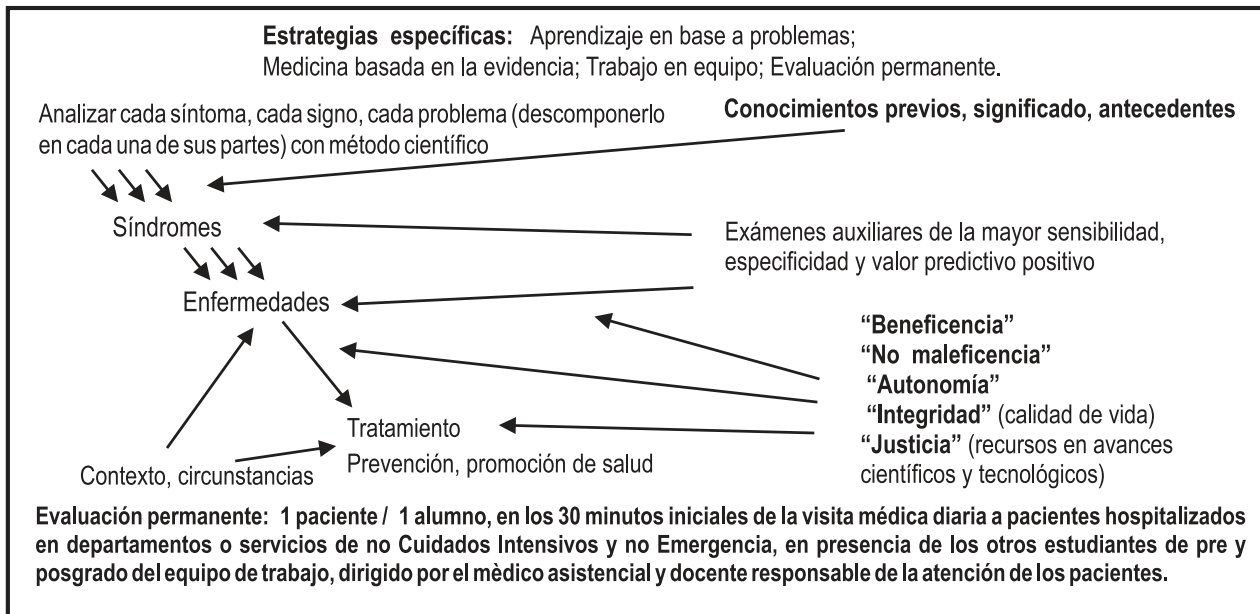 Estrategias específicas: Aprendizaje en base a problemas;
Medicina basada en la evidencia; Trabajo en equipo; Evaluación permanente.
Analizar cada síntoma, cada signo, cada problema (descomponerlo
en cada una de sus partes) con método científico
Conocimientos previos, significado, antecedentes
Síndromes
Exámenes auxiliares de la mayor sensibilidad,
especificidad y valor predictivo positivo
Enfermedades
“Beneficencia”
“No maleficencia”
“Autonomía”
“Integridad” (calidad de vida)
“Justicia” (recursos en avances
científicos y tecnológicos)
Tratamiento
Prevención, promoción de salud
Contexto, circunstancias
Evaluación permanente: 1 paciente / 1 alumno, en los 30 minutos iniciales de la visita médica diaria a pacientes hospitalizados
en departamentos o servicios de no Cuidados Intensivos y no Emergencia, en presencia de los otros estudiantes de pre y
posgrado del equipo de trabajo, dirigido por el mèdico asistencial y docente responsable de la atención de los pacientes.